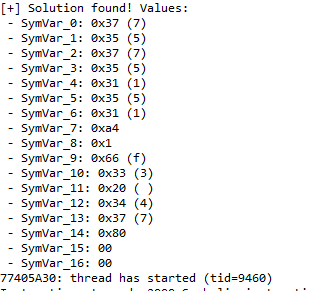 [+] Solution found! Values:
- SymVar_0: 0x37 (7)
- SymVar_1: 0x35 (5)
- SymVar_2: 0x37 (7)
- SymVar_3: 0x35 (5)
- SymVar_4: 0x31 (1)
- SymVar_5: 0x35 (5)
- SymVar_6: 0x31 (1)
- SymVar_7: 0xa4
- SymVar_8: 0x1
- SymVar_9: 0x66 (f)
- SymVar_10: 0x33 (3)
- SymVar_11: 0x20 ( )
- SymVar_12: 0x34 (4)
- SymVar_13: 0x37 (7)
- SymVar_14: 0x80
- SymVar_15: 00
- SymVar_16: 00
77405A30: thread has started (tid=9460)